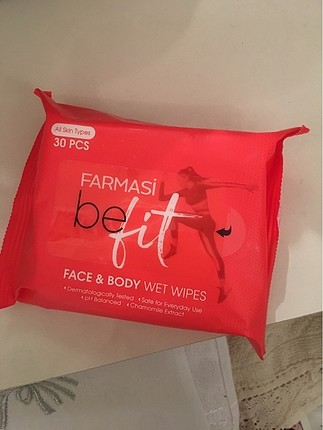 All Skin Types
30 PCS
FARMASi
be
fit
FACE & BODY WET WIPES
• Dermatologically Tested • Safe for Everyday Use
• pH Balanced • Chamomile Extract